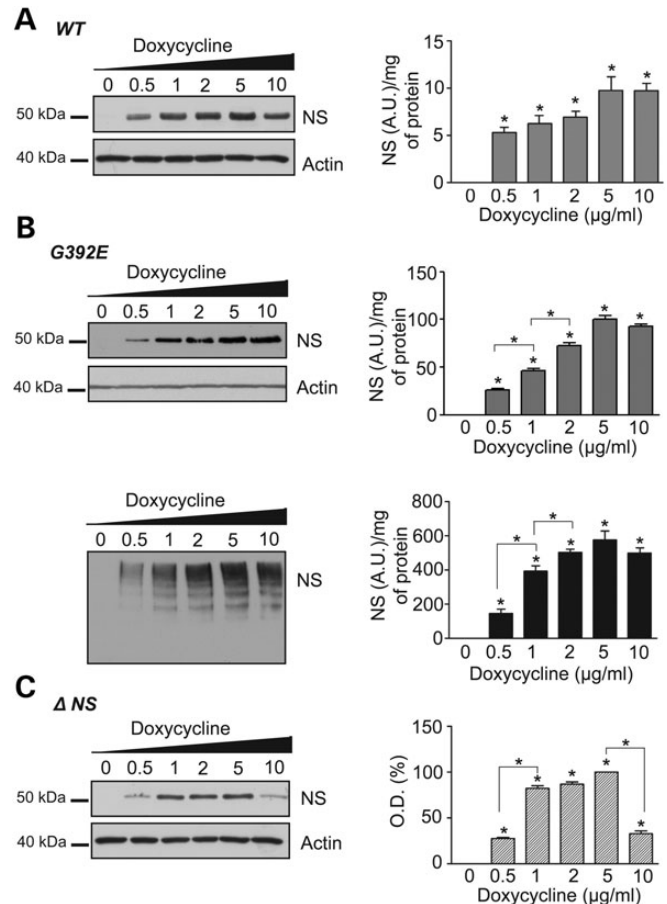 A WT
Doxycycline
0 0.5 1 2 5 10
50 kDa NS
40 kDa Actin
NS (A.U.)/mg
of protein
15
10
5
0
* * * * *
0 0.5 1 2 5 10
Doxycycline (µg/ml)
B G392E
Doxycycline
0 0.5 1 2 5 10
50 kDa NS
40 kDa Actin
NS (A.U.)/mg
of protein
150
100
50
0
* *
* * * * *
0 0.5 1 2 5 10
Doxycycline (µg/ml)
Doxycycline
0 0.5 1 2 5 10
NS
NS (A.U.)/mg
of protein
800
600
400
200
0
* *
* * * * *
0 0.5 1 2 5 10
Doxycycline (µg/ml)
C Δ NS
Doxycycline
0 0.5 1 2 5 10
50 kDa NS
40 kDa Actin
O.D. (%)
150
100
50
0
* *
* * * * *
0 0.5 1 2 5 10
Doxycycline (µg/ml)